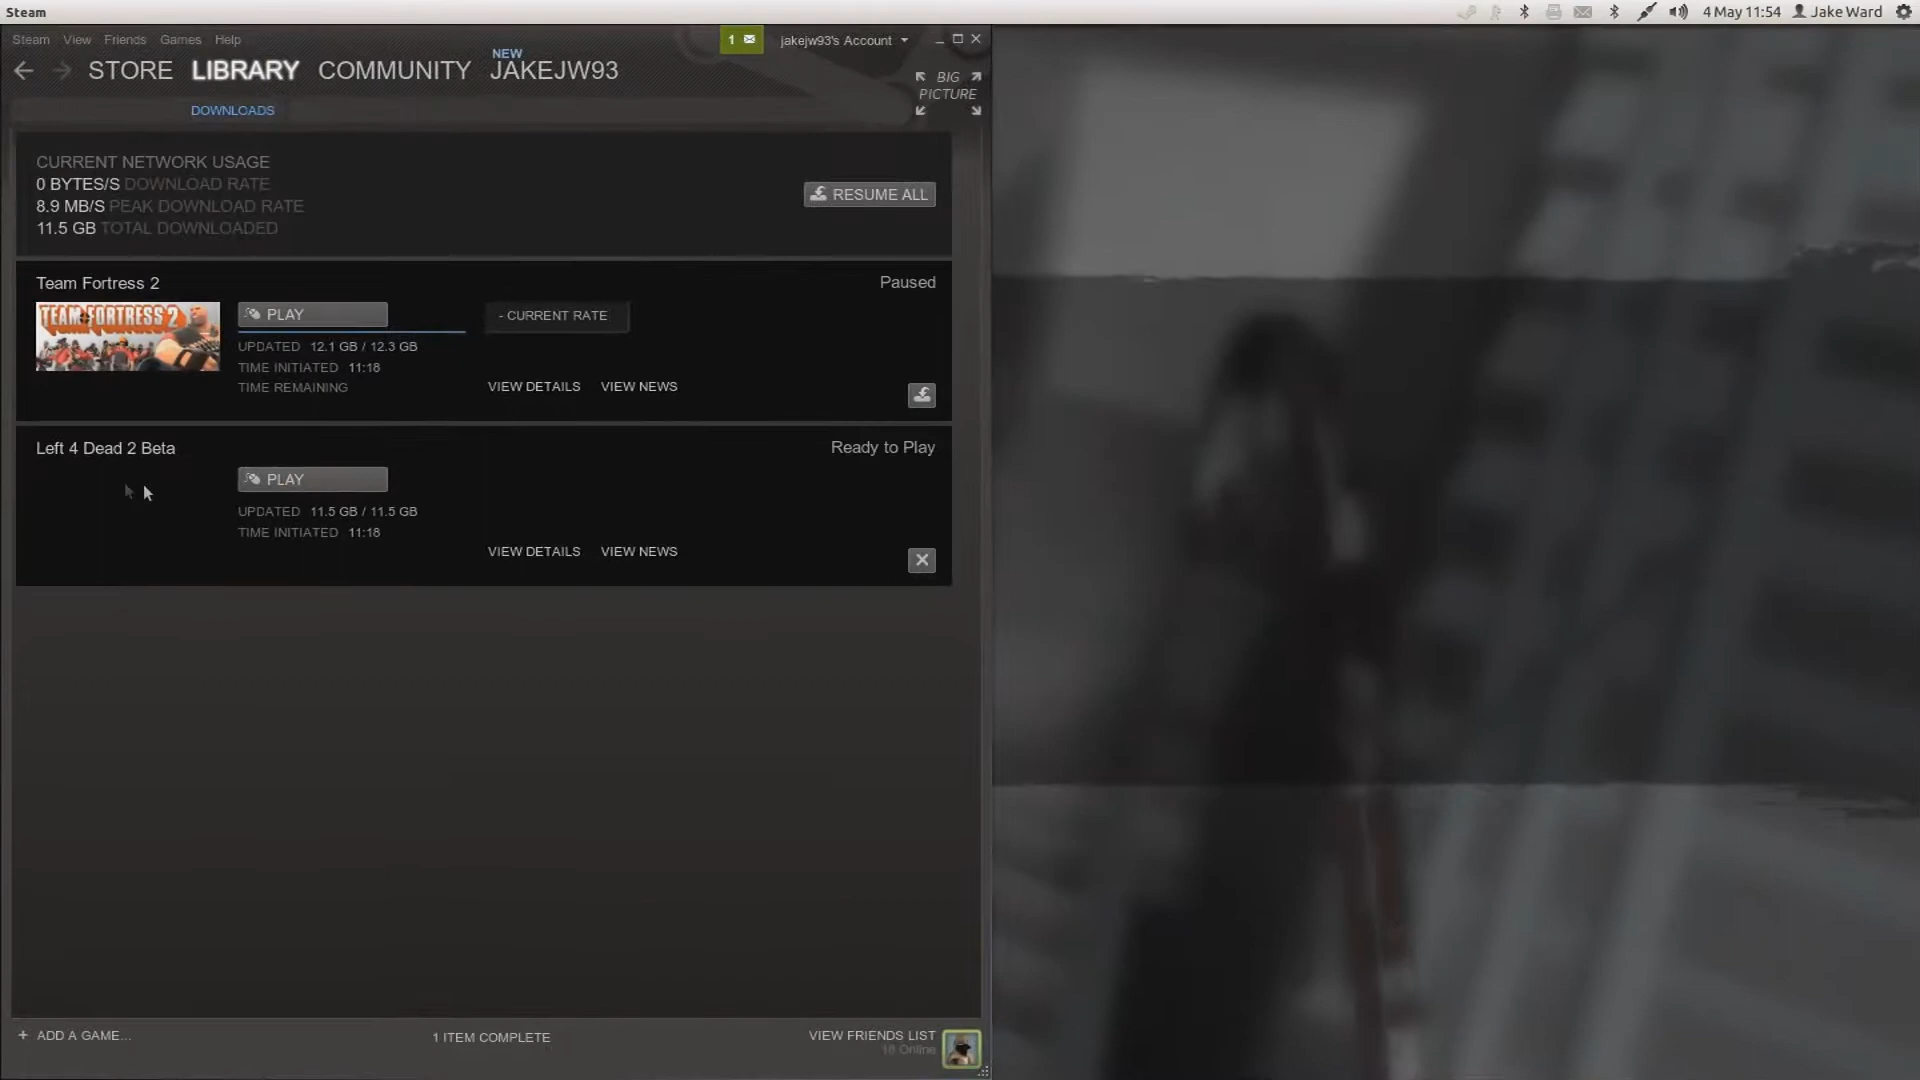 Steam
4 May 11:54 Jake Ward
Steam View Friends Games Help
1 jakejw93's Account
NEW
STORE LIBRARY COMMUNITY JAKEJW93
BIG PICTURE
DOWNLOADS
CURRENT NETWORK USAGE
0 BYTES/S DOWNLOAD RATE
8.9 MB/S PEAK DOWNLOAD RATE
11.5 GB TOTAL DOWNLOADED
RESUME ALL
Team Fortress 2
Paused
TEAM FORTRESS 2
PLAY
- CURRENT RATE
UPDATED 12.1 GB / 12.3 GB
TIME INITIATED 11:18
TIME REMAINING
VIEW DETAILS VIEW NEWS
Left 4 Dead 2 Beta
Ready to Play
PLAY
UPDATED 11.5 GB / 11.5 GB
TIME INITIATED 11:18
VIEW DETAILS VIEW NEWS
+ ADD A GAME...
1 ITEM COMPLETE
VIEW FRIENDS LIST
16 Online